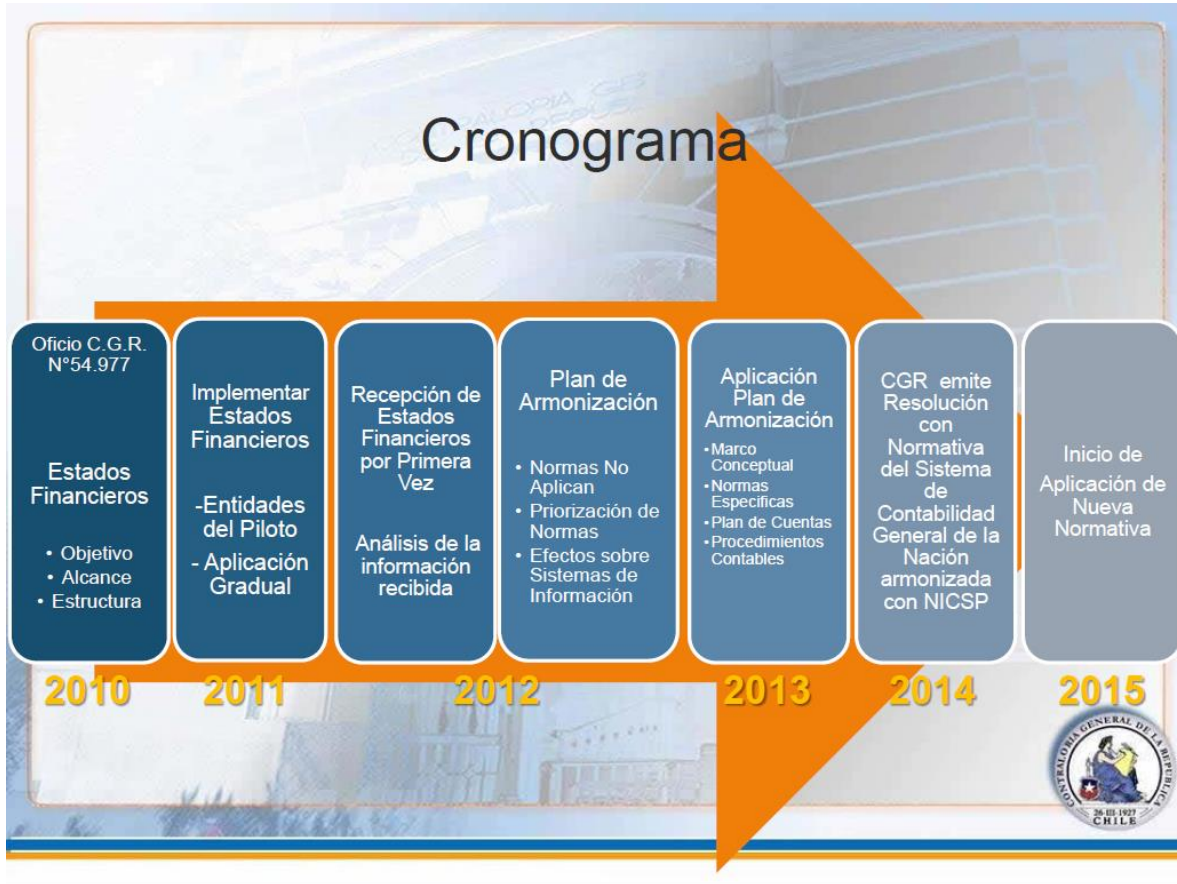 Cronograma
Oficio C.G.R.
N°54.977
Estados
Financieros
• Objetivo
• Alcance
• Estructura
Implementar
Estados
Financieros
-Entidades
del Piloto
- Aplicación
Gradual
Recepción de
Estados
Financieros
por Primera
Vez
Análisis de la
información
recibida
Plan de
Armonización
• Normas No
Aplican
• Priorización de
Normas
• Efectos sobre
Sistemas de
Información
Aplicación
Plan de
Armonización
• Marco
Conceptual
• Normas
Específicas
• Plan de Cuentas
• Procedimientos
Contables
CGR emite
Resolución
con
Normativa
del Sistema
de
Contabilidad
General de la
Nación
armonizada
con NICSP
Inicio de
Aplicación de
Nueva
Normativa
2010
2011
2012
2013
2014
2015
CONTRALORIA GENERAL DE LA REPUBLICA
26-III-1927
CHILE